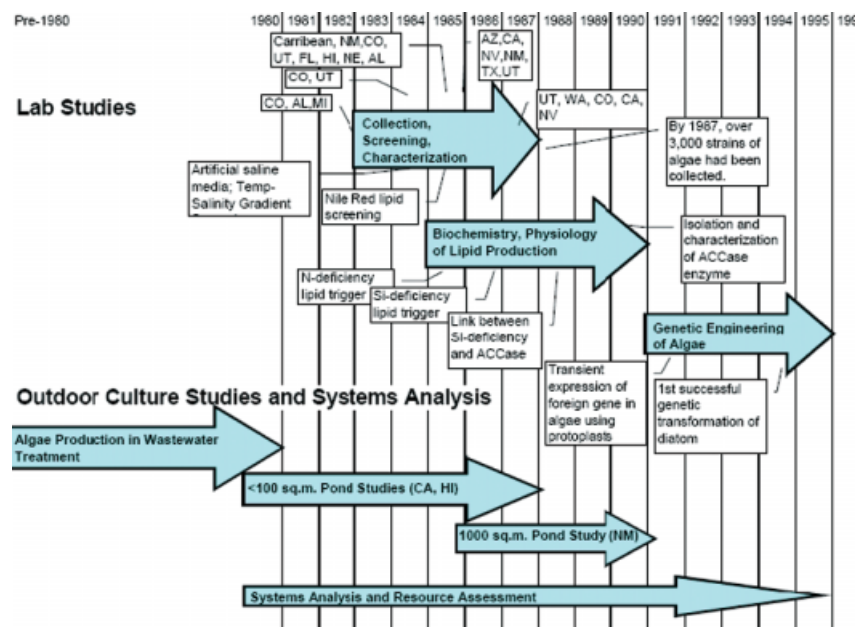 Pre-1980
1980 1981 1982 1983 1984 1985 1986 1987 1988 1989 1990 1991 1992 1993 1994 1995 199
Carribean, NM,CO,
UT, FL, HI, NE, AL
AZ,CA,
NV,NM,
TX,UT
CO, UT
CO, AL,MI
UT, WA, CO, CA,
NV
Lab Studies
Collection,
Screening,
Characterization
By 1987, over
3,000 strains of
algae had been
collected.
Artificial saline
media; Temp-
Salinity Gradient
Nile Red lipid
screening
Biochemistry, Physiology
of Lipid Production
Isolation and
characterization
of ACCase
enzyme
N-deficiency
lipid trigger
Si-deficiency
lipid trigger
Link between
Si-deficiency
and ACCase
Genetic Engineering
of Algae
Transient
expression of
foreign gene in
algae using
protoplasts
1st successful
genetic
transformation of
diatom
Outdoor Culture Studies and Systems Analysis
Algae Production in Wastewater
Treatment
<100 sq.m. Pond Studies (CA, HI)
1000 sq.m. Pond Study (NM)
Systems Analysis and Resource Assessment